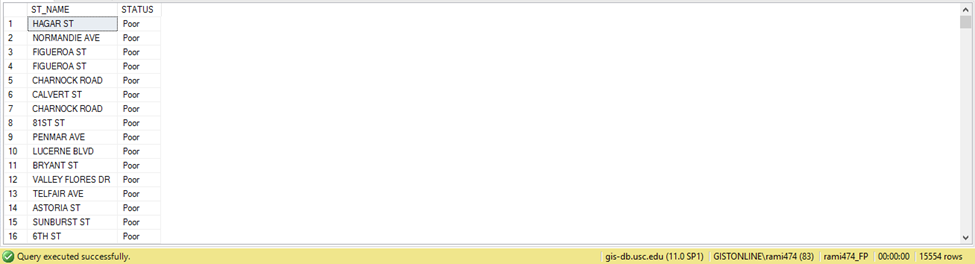 ST_NAME STATUS
1 HAGAR ST Poor
2 NORMANDIE AVE Poor
3 FIGUEROA ST Poor
4 FIGUEROA ST Poor
5 CHARNOCK ROAD Poor
6 CALVERT ST Poor
7 CHARNOCK ROAD Poor
8 81ST ST Poor
9 PENMAR AVE Poor
10 LUCERNE BLVD Poor
11 BRYANT ST Poor
12 VALLEY FLORES DR Poor
13 TELFAIR AVE Poor
14 ASTORIA ST Poor
15 SUNBURST ST Poor
16 6TH ST Poor
Query executed successfully. gis-db.usc.edu (11.0 SP1) GISTONLINE\rami474 (83) rami474_FP 00:00:00 15554 rows